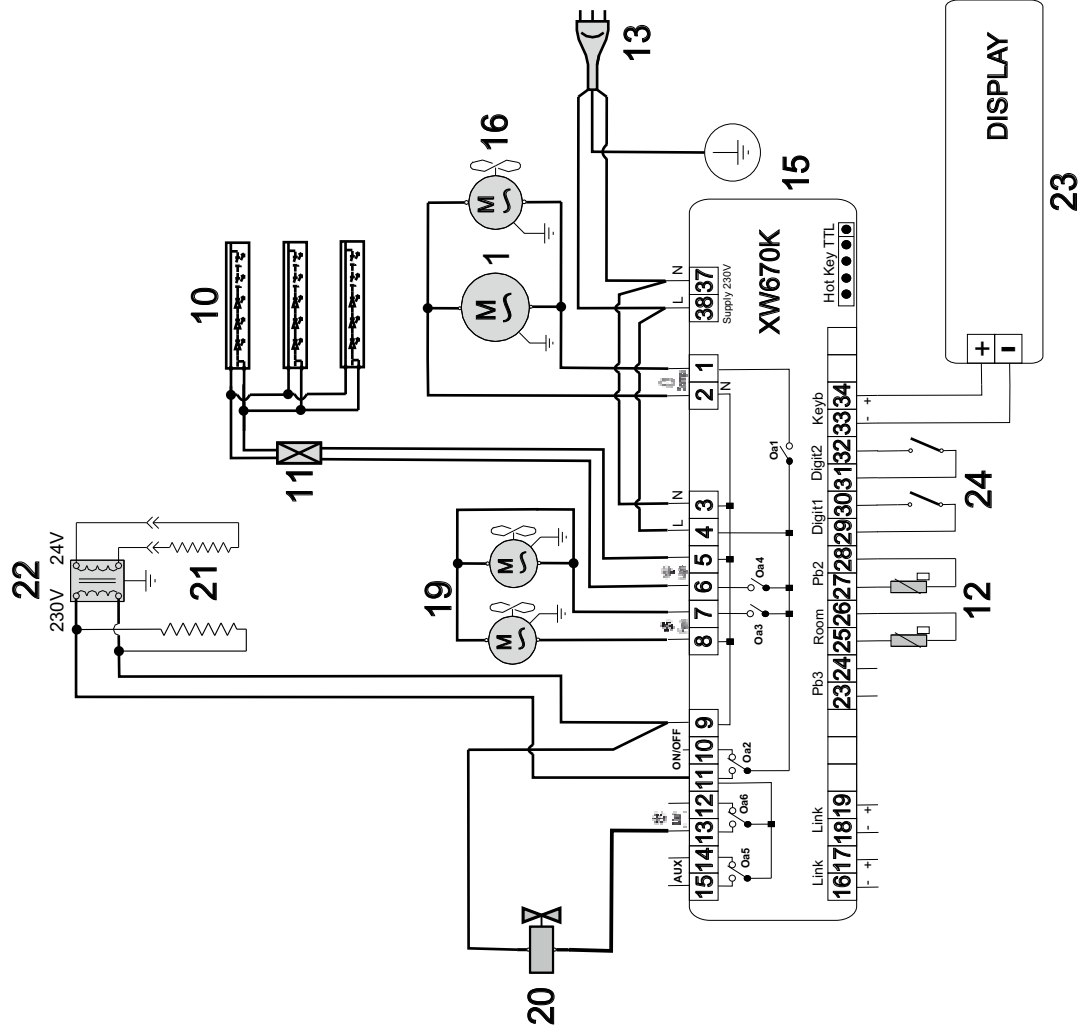 22
230V 24V
21 10
11
19
M M M M
1 16
20
13
AUX ON/OFF L N L N
15 14 13 12 11 10 9 8 7 6 5 4 3 2 1 38 37
N Supply 230V
Oa5 Oa6 Oa2 Oa3 Oa4 Oa1
XW670K
15
Link Link Pb3 Room Pb2 Digit1 Digit2 Keyb Hot Key TTL
16 17 18 19 23 24 25 26 27 28 29 30 31 32 33 34
- + - + - +
12 24
+ -
DISPLAY
23